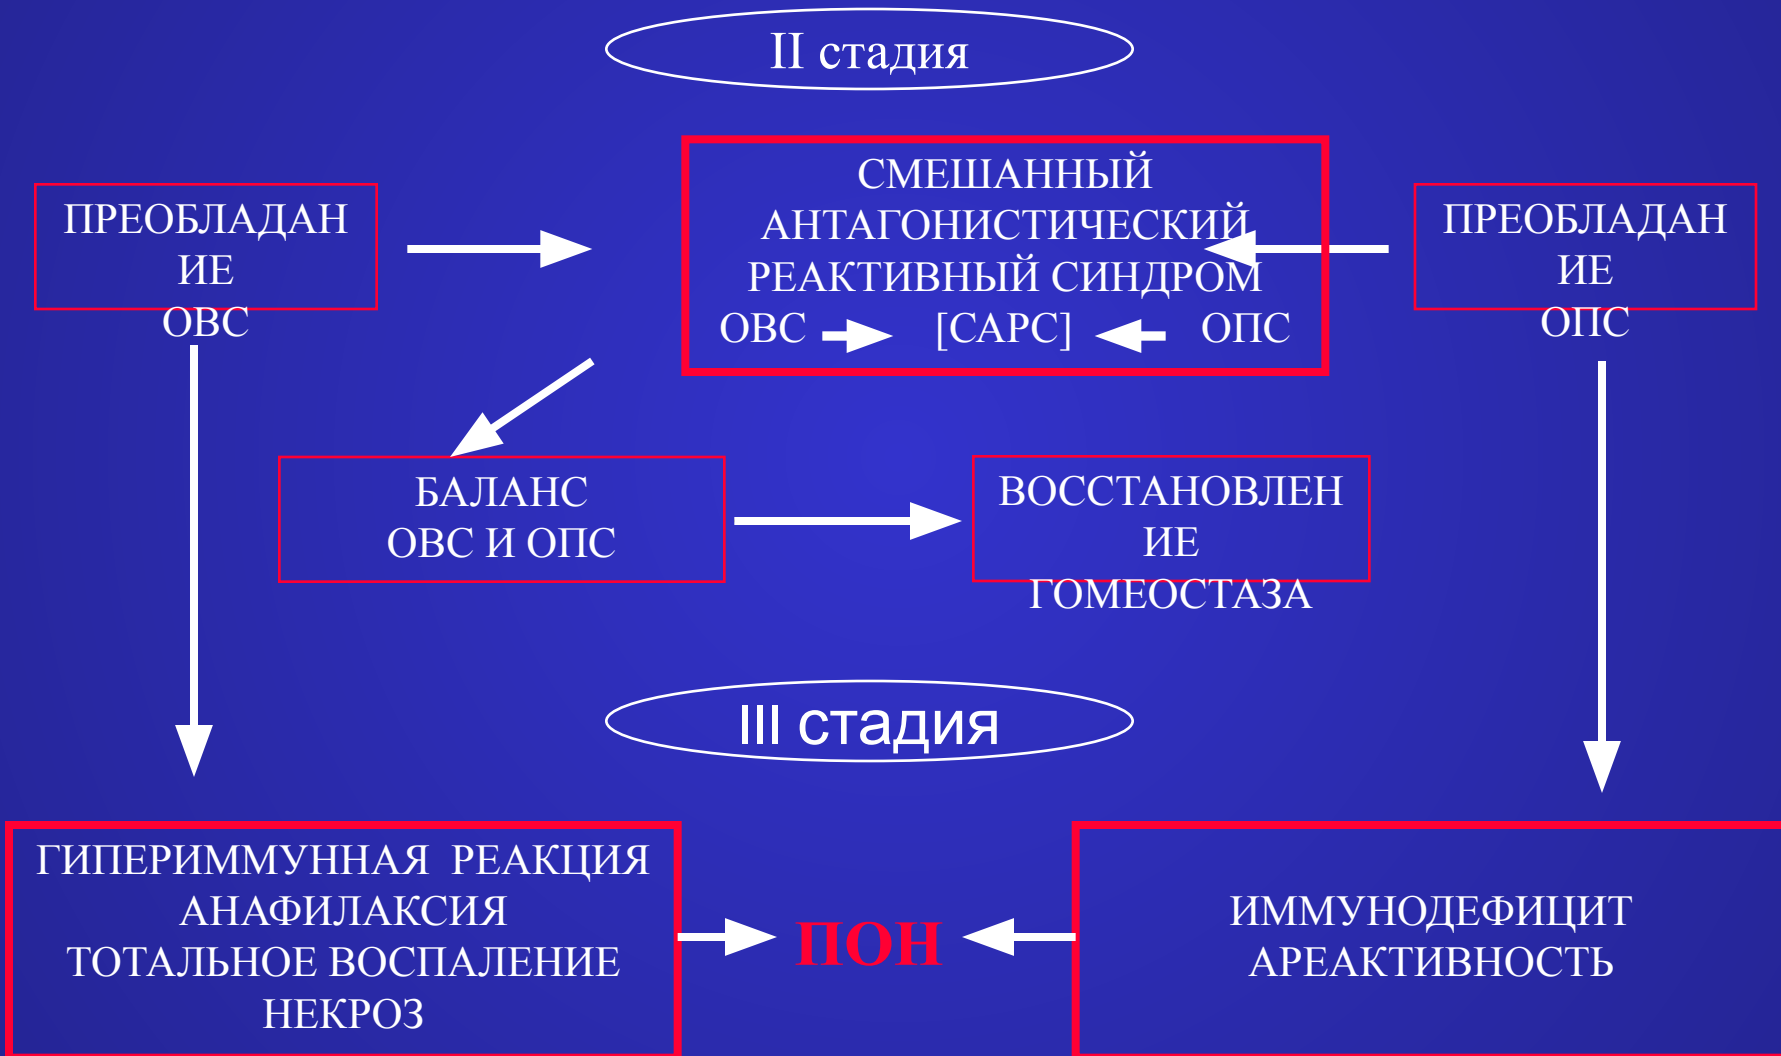 II стадия
ПРЕОБЛАДАН
ИЕ
ОВС
СМЕШАННЫЙ
АНТАГОНИСТИЧЕСКИЙ
РЕАКТИВНЫЙ СИНДРОМ
ОВС [САРС] ОПС
ПРЕОБЛАДАН
ИЕ
ОПС
БАЛАНС
ОВС И ОПС
ВОССТАНОВЛЕН
ИЕ
ГОМЕОСТАЗА
III стадия
ГИПЕРИММУННАЯ РЕАКЦИЯ
АНАФИЛАКСИЯ
ТОТАЛЬНОЕ ВОСПАЛЕНИЕ
НЕКРОЗ
ПОН
ИММУНОДЕФИЦИТ
АРЕАКТИВНОСТЬ